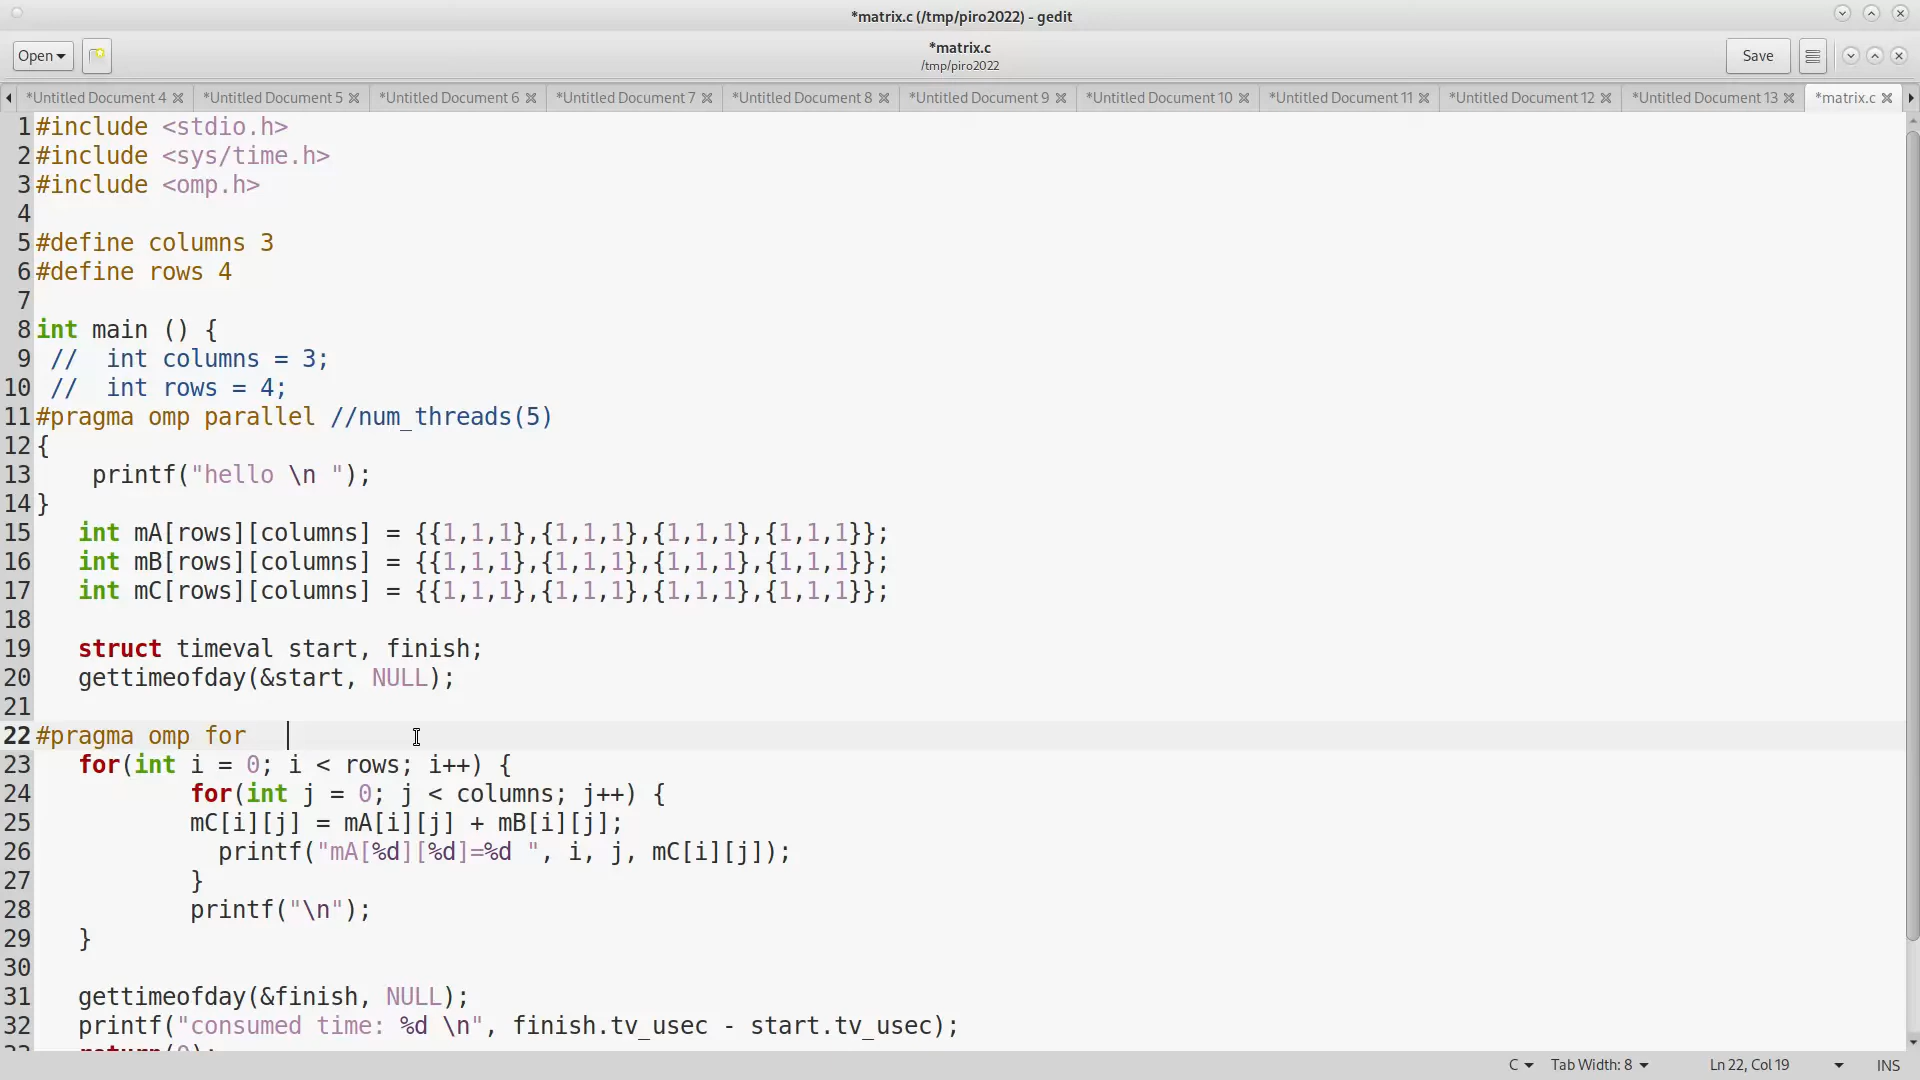 *matrix.c (/tmp/piro2022) - gedit
Open
*matrix.c
/tmp/piro2022
Save
*Untitled Document 4
*Untitled Document 5
*Untitled Document 6
*Untitled Document 7
*Untitled Document 8
*Untitled Document 9
*Untitled Document 10
*Untitled Document 11
*Untitled Document 12
*Untitled Document 13
*matrix.c
1 #include <stdio.h>
2 #include <sys/time.h>
3 #include <omp.h>
4
5 #define columns 3
6 #define rows 4
7
8 int main () {
9 //  int columns = 3;
10 //  int rows = 4;
11 #pragma omp parallel //num_threads(5)
12 {
13     printf("hello \n ");
14 }
15    int mA[rows][columns] = {{1,1,1},{1,1,1},{1,1,1},{1,1,1}};
16    int mB[rows][columns] = {{1,1,1},{1,1,1},{1,1,1},{1,1,1}};
17    int mC[rows][columns] = {{1,1,1},{1,1,1},{1,1,1},{1,1,1}};
18
19    struct timeval start, finish;
20    gettimeofday(&start, NULL);
21
22 #pragma omp for
23    for(int i = 0; i < rows; i++) {
24            for(int j = 0; j < columns; j++) {
25            mC[i][j] = mA[i][j] + mB[i][j];
26              printf("mA[%d][%d]=%d ", i, j, mC[i][j]);
27            }
28            printf("\n");
29    }
30
31    gettimeofday(&finish, NULL);
32    printf("consumed time: %d \n", finish.tv_usec - start.tv_usec);
33    return(0);
C
Tab Width: 8
Ln 22, Col 19
INS